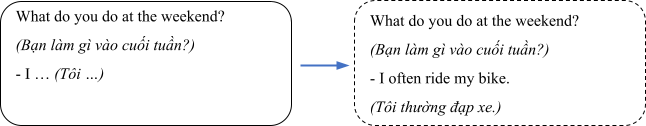 What do you do at the weekend?
(Bạn làm gì vào cuối tuần?)
- I … (Tôi …)
What do you do at the weekend?
(Bạn làm gì vào cuối tuần?)
- I often ride my bike.
(Tôi thường đạp xe.)